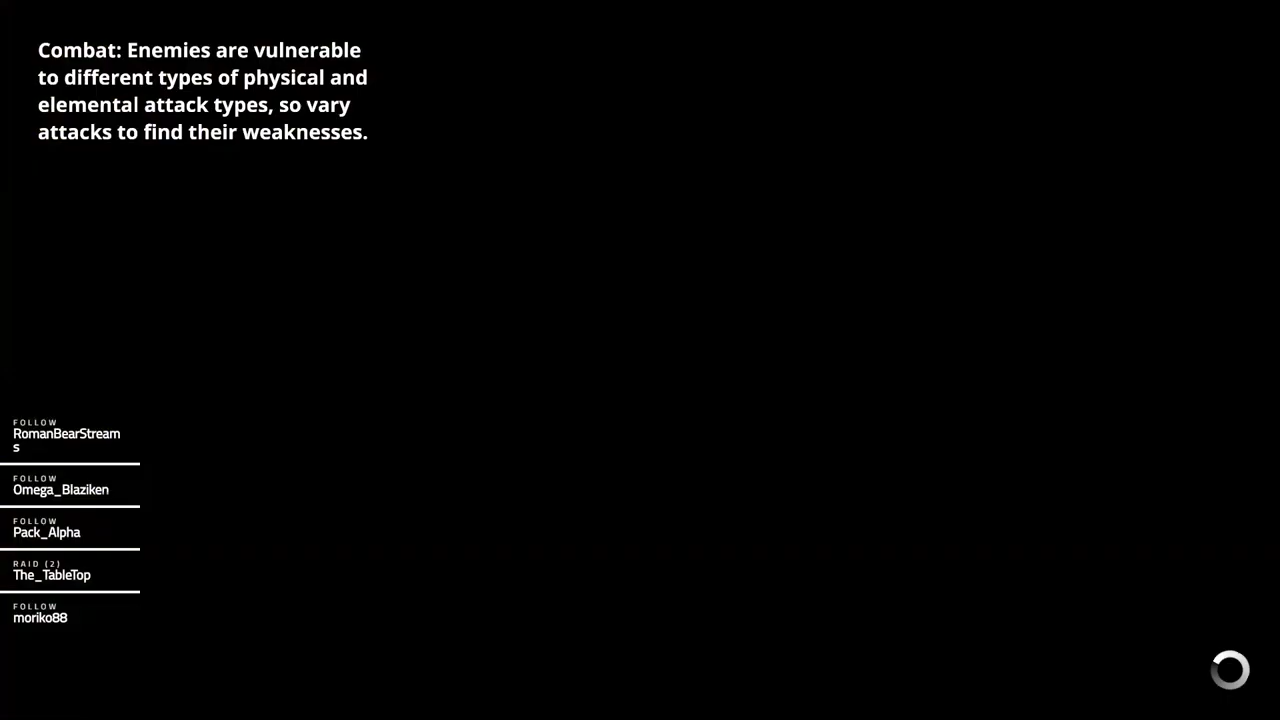 Combat: Enemies are vulnerable
to different types of physical and
elemental attack types, so vary
attacks to find their weaknesses.
FOLLOW
RomanBearStream
s
FOLLOW
Omega_Blaziken
FOLLOW
Pack_Alpha
RAID (2)
The_TableTop
FOLLOW
moriko88